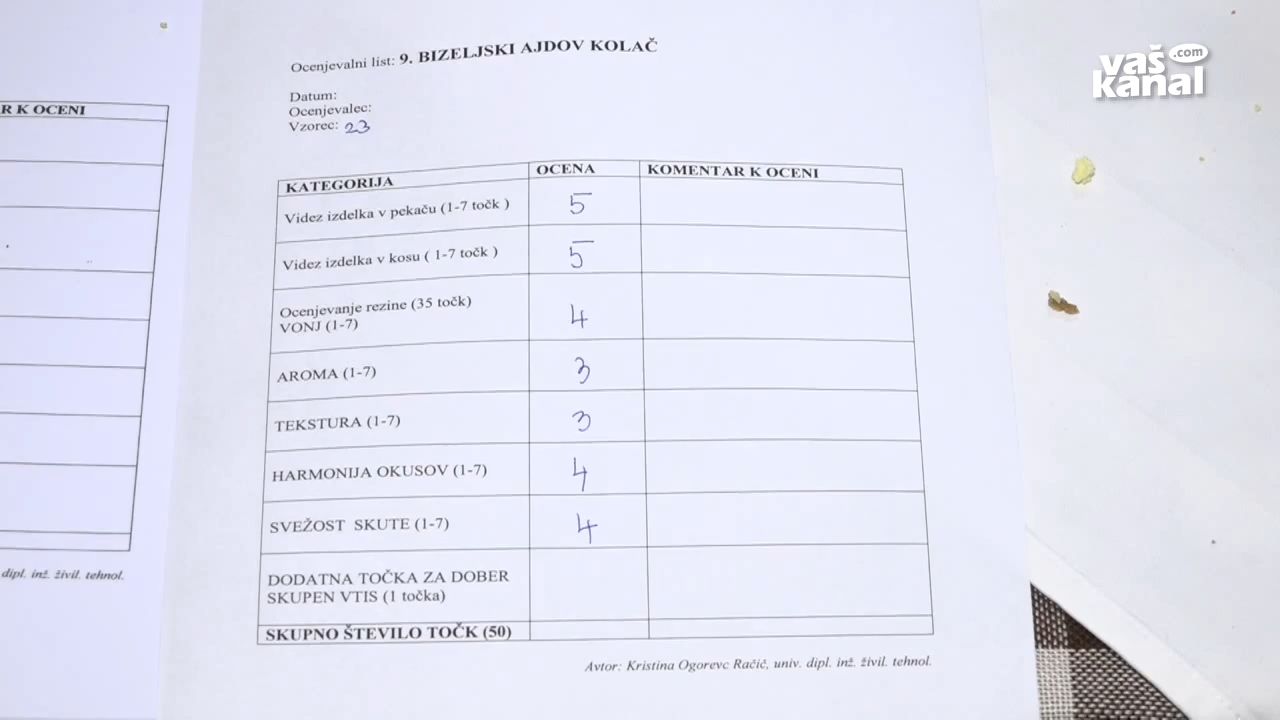 R K OCENI
dipl. inž. živil. tehnol.
Ocenjevalni list: 9. BIZELJSKI AJDOV KOLAČ
Datum:
Ocenjevalec:
Vzorec: 23
KATEGORIJA OCENA KOMENTAR K OCENI
Videz izdelka v pekaču (1-7 točk ) 5
Videz izdelka v kosu ( 1-7 točk ) 5
Ocenjevanje rezine (35 točk)
VONJ (1-7) 4
AROMA (1-7) 3
TEKSTURA (1-7) 3
HARMONIJA OKUSOV (1-7) 4
SVEŽOST SKUTE (1-7) 4
DODATNA TOČKA ZA DOBER
SKUPEN VTIS (1 točka)
SKUPNO ŠTEVILO TOČK (50)
Avtor: Kristina Ogorevc Račič, univ. dipl. inž. živil. tehnol.
vaš .com
kanal